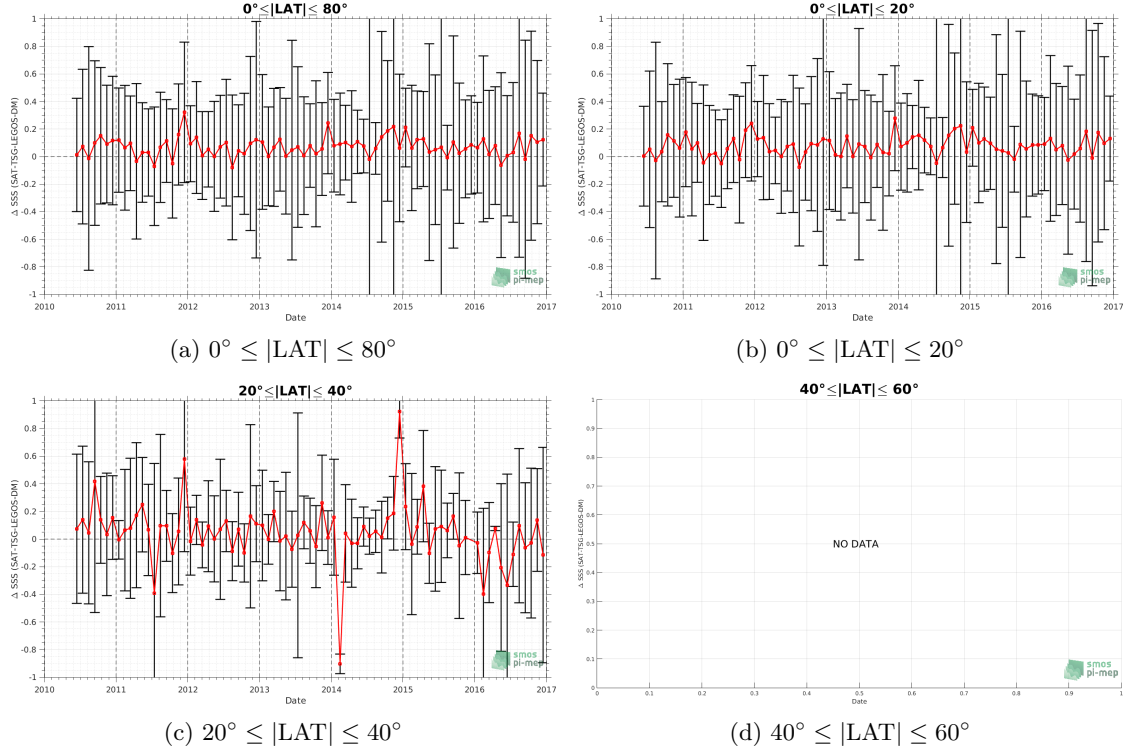 0°≤|LAT|≤ 80°
Δ SSS (SAT-TSG-LEGOS-DM)
1
0.8
0.6
0.4
0.2
0
-0.2
-0.4
-0.6
-0.8
-1
2010 2011 2012 2013 2014 2015 2016 2017
Date
smos
pi-mep
(a) 0° ≤ |LAT| ≤ 80°
0°≤|LAT|≤ 20°
Δ SSS (SAT-TSG-LEGOS-DM)
1
0.8
0.6
0.4
0.2
0
-0.2
-0.4
-0.6
-0.8
-1
2010 2011 2012 2013 2014 2015 2016 2017
Date
smos
pi-mep
(b) 0° ≤ |LAT| ≤ 20°
20°≤|LAT|≤ 40°
Δ SSS (SAT-TSG-LEGOS-DM)
1
0.8
0.6
0.4
0.2
0
-0.2
-0.4
-0.6
-0.8
-1
2010 2011 2012 2013 2014 2015 2016 2017
Date
smos
pi-mep
(c) 20° ≤ |LAT| ≤ 40°
40°≤|LAT|≤ 60°
Δ SSS (SAT-TSG-LEGOS-DM)
1
0.9
0.8
0.7
0.6
0.5
0.4
0.3
0.2
0.1
0
NO DATA
0 0.1 0.2 0.3 0.4 0.5 0.6 0.7 0.8 0.9 1
Date
smos
pi-mep
(d) 40° ≤ |LAT| ≤ 60°